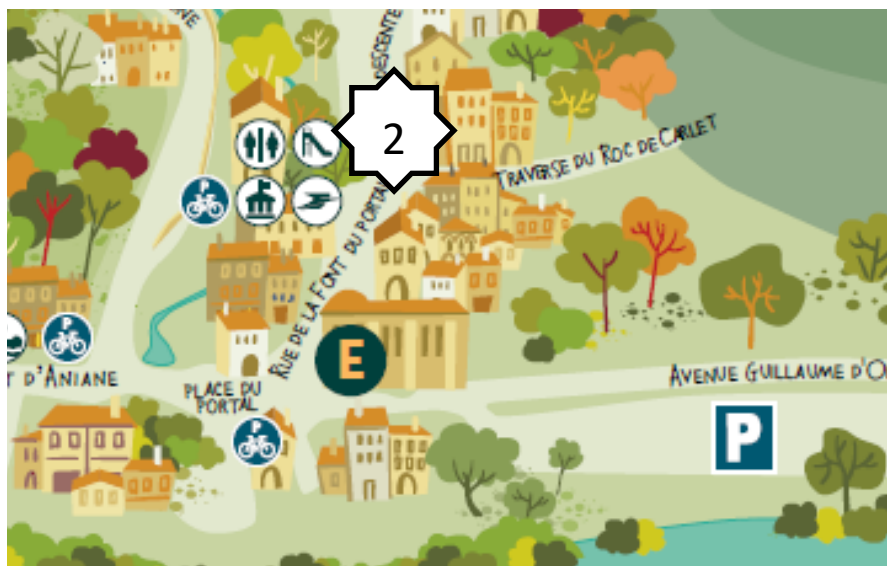 DESCENTE
2
TRAVERSE DU ROC DE CARLET
P
RUE DE LA FONT DU PORTAL
P
E
T D'ANIANE
PLACE DU
PORTAL
AVENUE GUILLAUME D'O
P
P